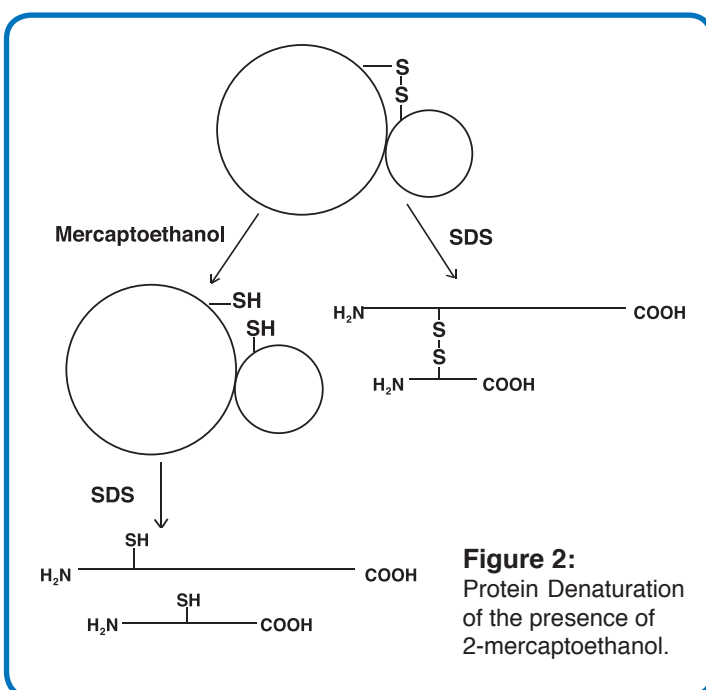 S
S
Mercaptoethanol
SDS
SH
SH
H₂N COOH
S
S
H₂N COOH
SDS
SH
H₂N COOH
SH
H₂N COOH
Figure 2:
Protein Denaturation
of the presence of
2-mercaptoethanol.